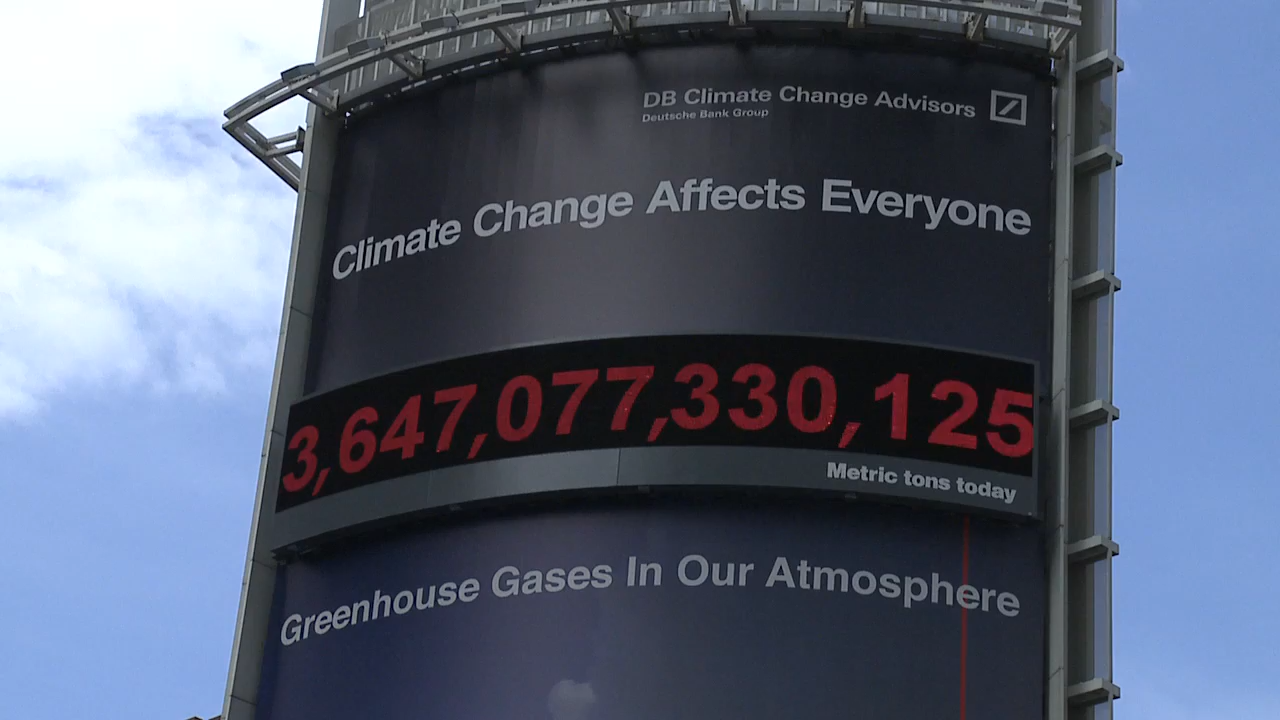 DB Climate Change Advisors
Deutsche Bank Group
Climate Change Affects Everyone
3,647,077,330,125
Metric tons today
Greenhouse Gases In Our Atmosphere